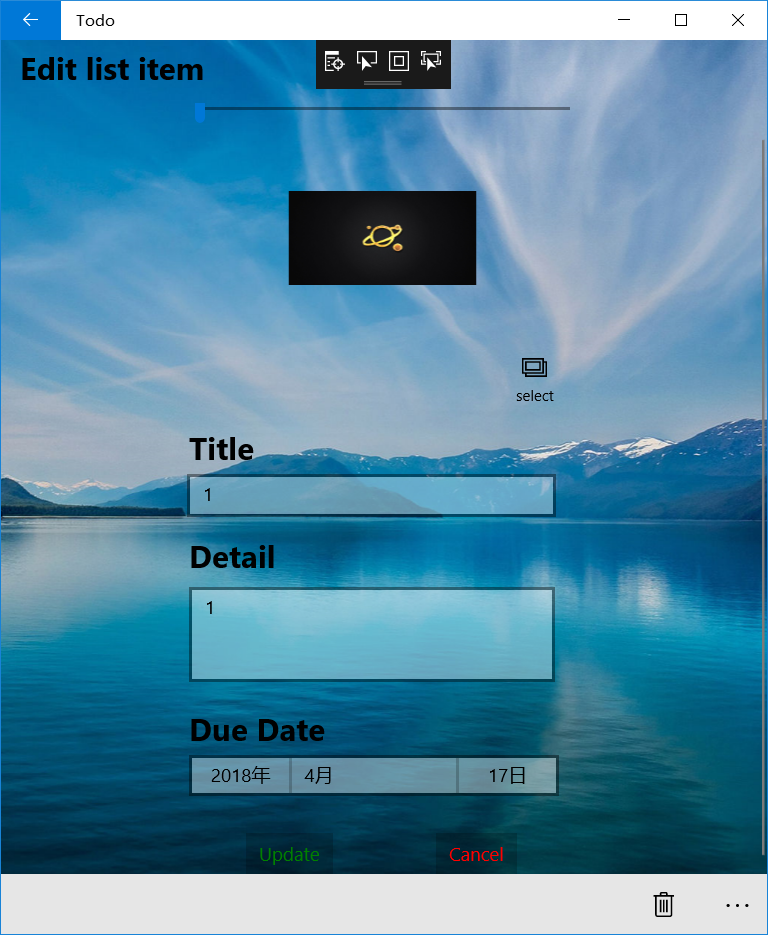 Todo
Edit list item
select
Title
1
Detail
1
Due Date
2018年 4月 17日
Update Cancel